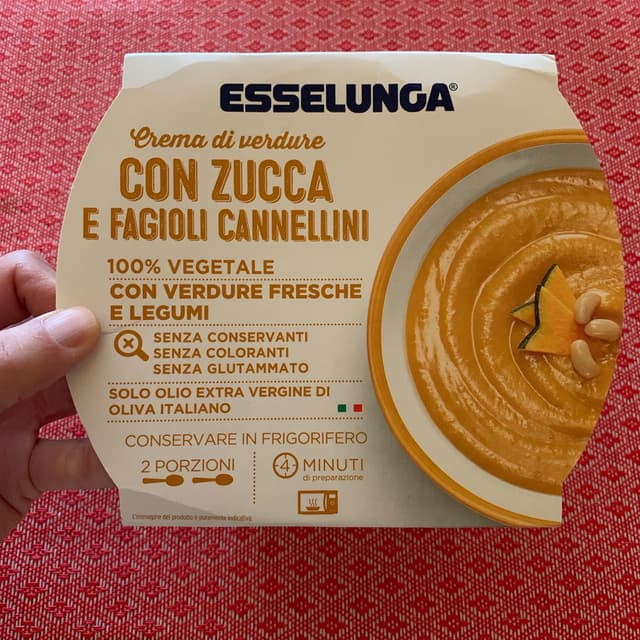 ESSELUNGA®
Crema di verdure
CON ZUCCA
E FAGIOLI CANNELLINI
100% VEGETALE
CON VERDURE FRESCHE
E LEGUMI
SENZA CONSERVANTI
SENZA COLORANTI
SENZA GLUTAMMATO
SOLO OLIO EXTRA VERGINE DI
OLIVA ITALIANO
CONSERVARE IN FRIGORIFERO
2 PORZIONI
4 MINUTI
di preparazione
L'immagine del prodotto è puramente indicativa.